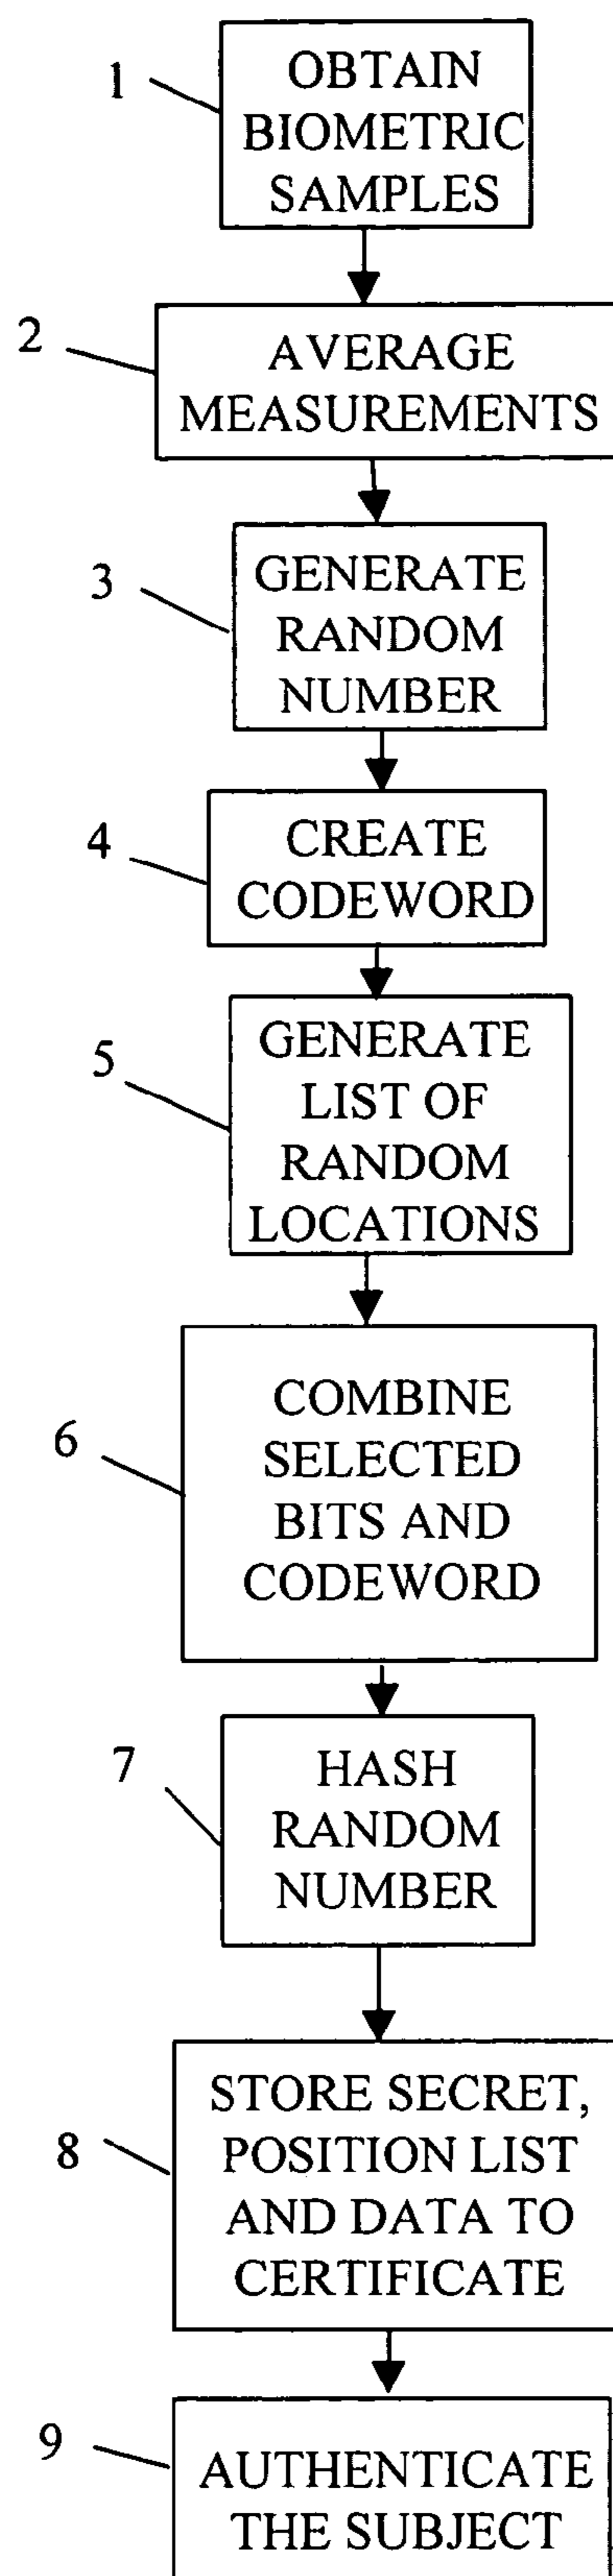 1
OBTAIN
BIOMETRIC
SAMPLES
2
AVERAGE
MEASUREMENTS
3
GENERATE
RANDOM
NUMBER
4
CREATE
CODEWORD
5
GENERATE
LIST OF
RANDOM
LOCATIONS
6
COMBINE
SELECTED
BITS AND
CODEWORD
7
HASH
RANDOM
NUMBER
8
STORE SECRET,
POSITION LIST
AND DATA TO
CERTIFICATE
9
AUTHENTICATE
THE SUBJECT